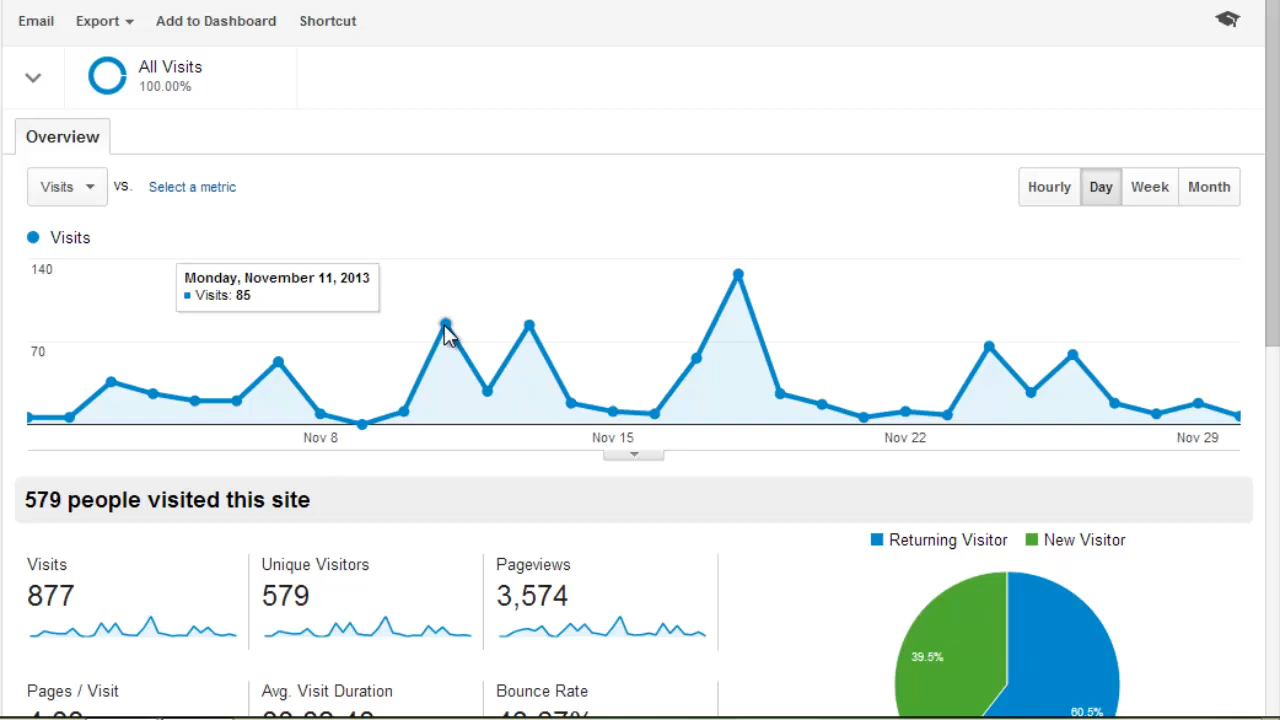 Email Export Add to Dashboard Shortcut
All Visits
100.00%
Overview
Visits VS. Select a metric Hourly Day Week Month
Visits
140
Monday, November 11, 2013
Visits: 85
70
Nov 8 Nov 15 Nov 22 Nov 29
579 people visited this site
Returning Visitor New Visitor
Visits Unique Visitors Pageviews
877 579 3,574
39.5%
Pages / Visit Avg. Visit Duration Bounce Rate
60.5%